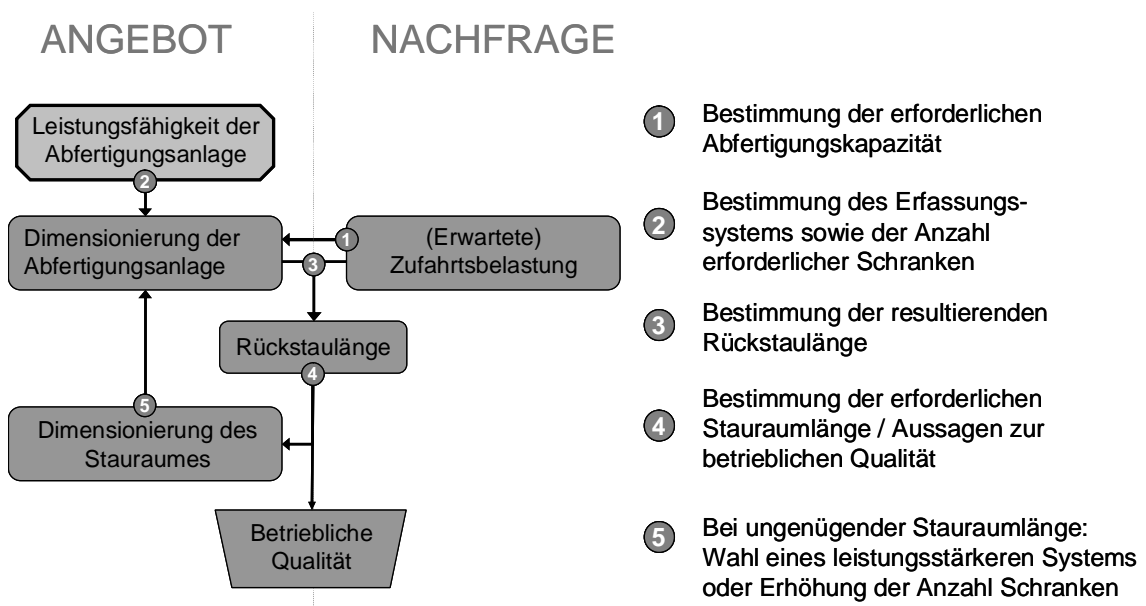 ANGEBOT
NACHFRAGE
Leistungsfähigkeit der
Abfertigungsanlage
2
Dimensionierung der
Abfertigungsanlage
1
(Erwartete)
Zufahrtsbelastung
3
Rückstaulänge
4
5
Dimensionierung des
Stauraumes
Betriebliche
Qualität
1
Bestimmung der erforderlichen
Abfertigungskapazität
2
Bestimmung des Erfassungs-
systems sowie der Anzahl
erforderlicher Schranken
3
Bestimmung der resultierenden
Rückstaulänge
4
Bestimmung der erforderlichen
Stauraumlänge / Aussagen zur
betrieblichen Qualität
5
Bei ungenügender Stauraumlänge:
Wahl eines leistungsstärkeren Systems
oder Erhöhung der Anzahl Schranken